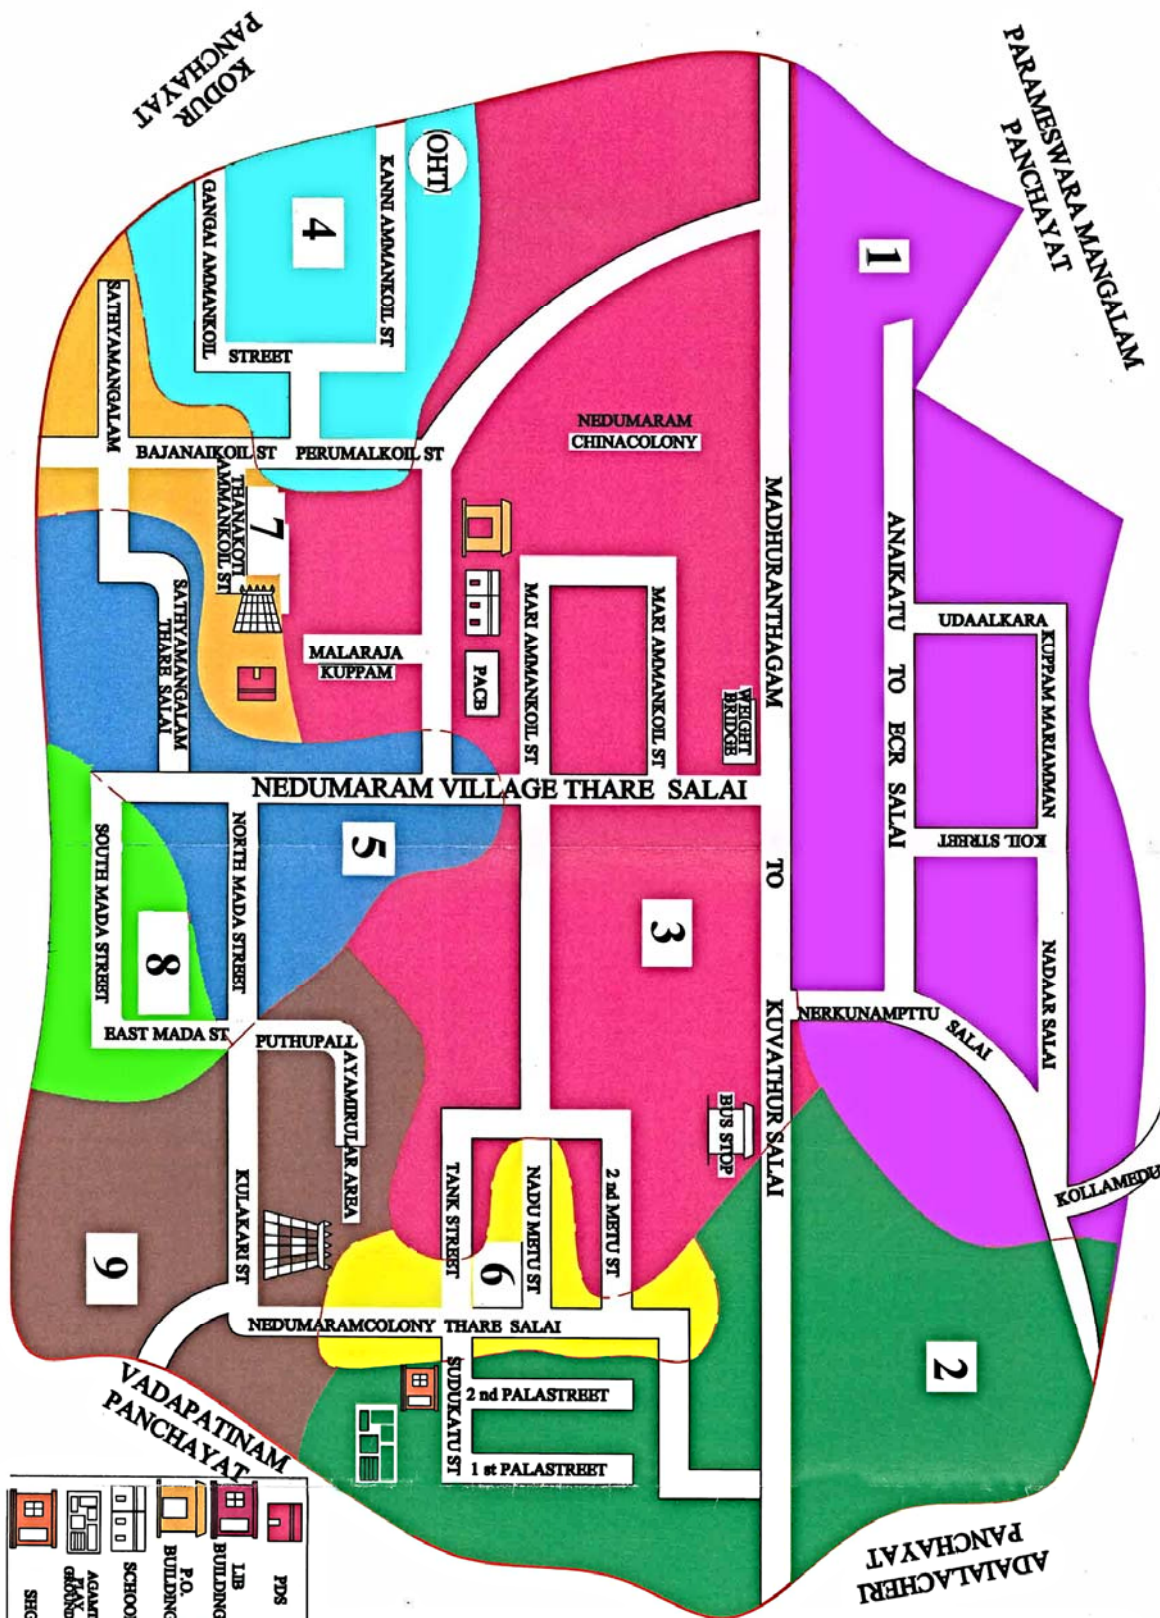 KODUR
PANCHAYAT
PARAMESWARA MANGALAM
PANCHAYAT
(OHT)
KANNI AMMANKOIL ST
GANGAI AMMANKOIL
STREET
4
1
SATHYAMANGALAM
BAJANAIKOIL ST
PERUMALKOIL ST
THANAKOTI
AMMANKOIL ST
7
NEDUMARAM
CHINACOLONY
MADHURANTHAGAM
TO
KUVATHUR SALAI
ANAIKATU TO ECR SALAI
UDAALKARA
KUPPAM MARIAMMAN
KOIL STREET
NADAAR SALAI
SATHYAMANGALAM
THARE SALAI
MALARAJA
KUPPAM
PACB
MARI AMMANKOIL ST
MARI AMMANKOIL ST
WEIGHT
BRIDGE
NEDUMARAM VILLAGE THARE SALAI
5
3
8
SOUTH MADA STREET
NORTH MADA STREET
EAST MADA ST
PUTHUPALL
AYAMIRULAR AREA
NERKUNAMPTTU
SALAI
BUS STOP
KOLLAMEDU
KULAKARI ST
TANK STREET
NADU METU ST
2 nd METU ST
9
6
2
NEDUMARAMCOLONY THARE SALAI
SUDUKATU ST
2 nd PALASTREET
1 st PALASTREET
VADAPATINAM
PANCHAYAT
ADAIALACHERI
PANCHAYAT
PDS
LIB
BUILDING
P.O.
BUILDING
SCHOOL
AGAMT
PLAY
GROUND
SHG